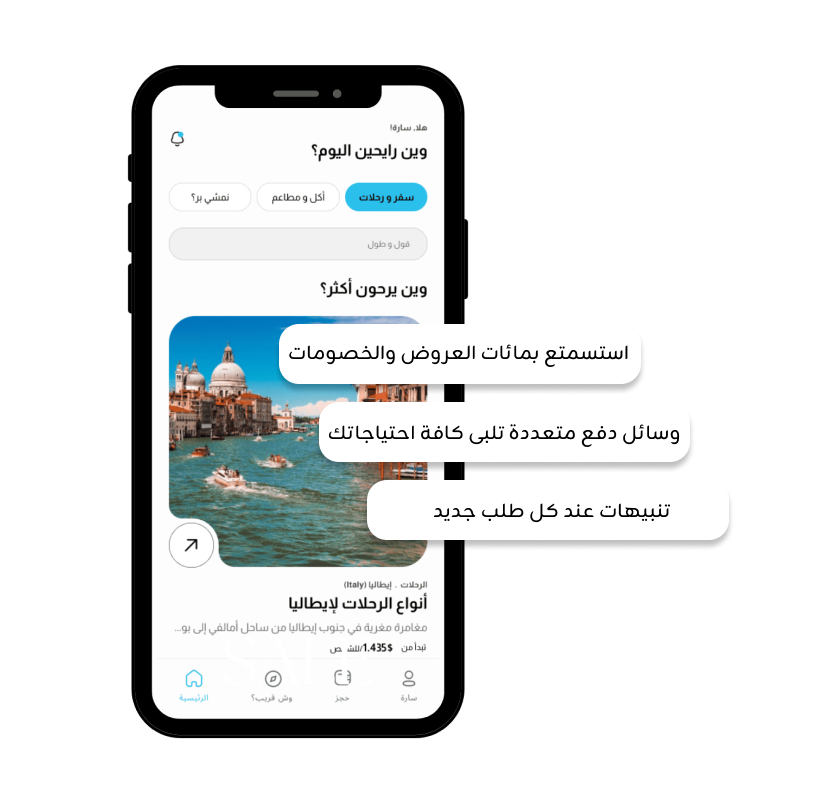 هلا، سارة!
وين رايحين اليوم؟
سفر و رحلات
أكل و مطاعم
نمشي بر؟
قول و طول
وين يرحون أكثر؟
استسمتع بمائات العروض والخصومات
وسائل دفع متعددة تلبى كافة احتياجاتك
تنبيهات عند كل طلب جديد
الرحلات . إيطاليا (Italy)
أنواع الرحلات لإيطاليا
مغامرة مغرية في جنوب إيطاليا من ساحل أمالفي إلى بو...
تبدأ من 1.435$/للش ص
سارة
حجز
وش قريب؟
الرئيسية